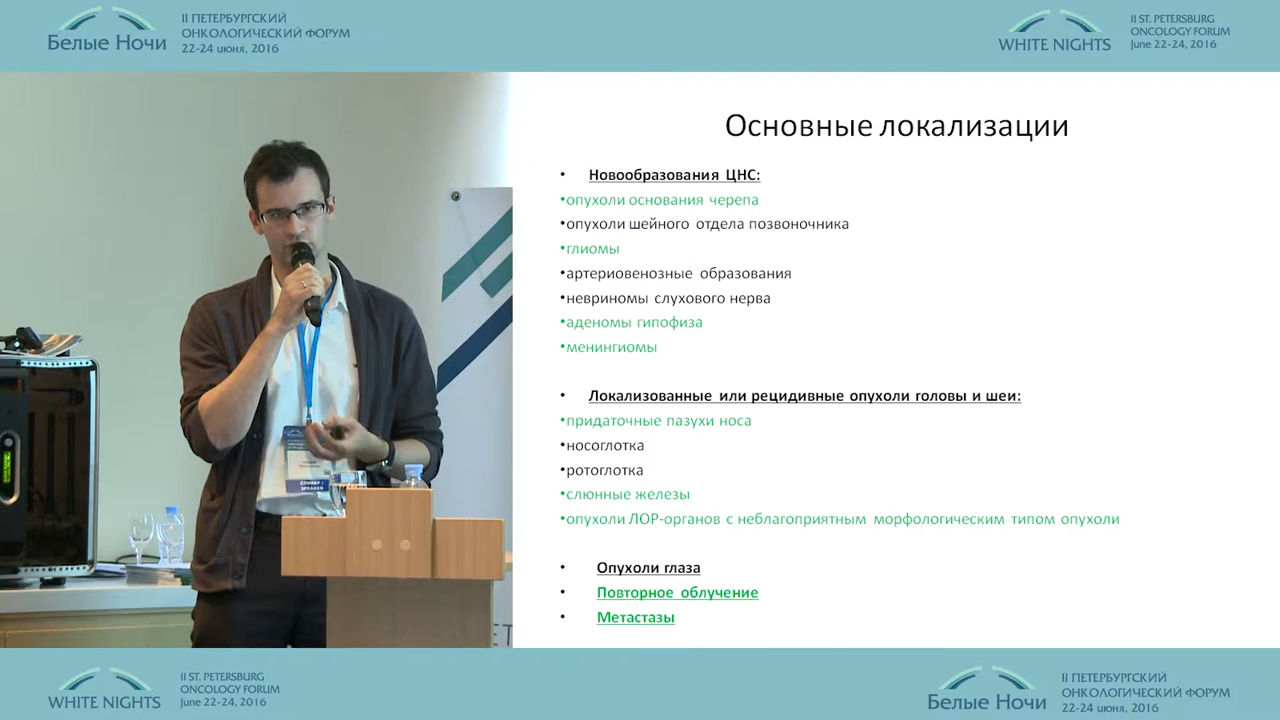 Белые Ночи
II ПЕТЕРБУРГСКИЙ
ОНКОЛОГИЧЕСКИЙ ФОРУМ
22-24 июня, 2016
WHITE NIGHTS
II ST. PETERSBURG
ONCOLOGY FORUM
June 22-24, 2016
Основные локализации
• Новообразования ЦНС:
•опухоли основания черепа
•опухоли шейного отдела позвоночника
•глиомы
•артериовенозные образования
•невриномы слухового нерва
•аденомы гипофиза
•менингиомы
• Локализованные или рецидивные опухоли головы и шеи:
•придаточные пазухи носа
•носоглотка
•ротоглотка
•слюнные железы
•опухоли ЛОР-органов с неблагоприятным морфологическим типом опухоли
• Опухоли глаза
• Повторное облучение
• Метастазы
СПИКЕР /
SPEAKER
WHITE NIGHTS
II ST. PETERSBURG
ONCOLOGY FORUM
June 22-24, 2016
Белые Ночи
II ПЕТЕРБУРГСКИЙ
ОНКОЛОГИЧЕСКИЙ ФОРУМ
22-24 июня, 2016